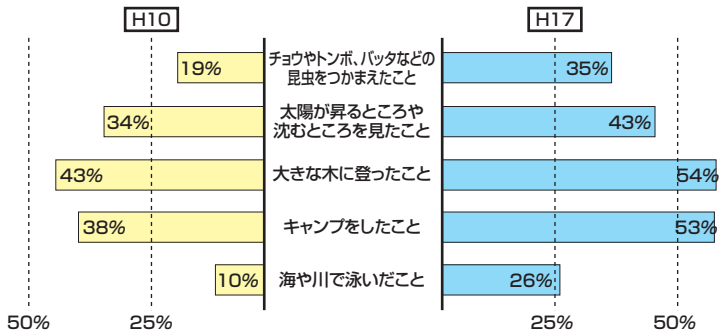 H10
H17
19%
チョウやトンボ、バッタなどの
昆虫をつかまえたこと
35%
34%
太陽が昇るところや
沈むところを見たこと
43%
43%
大きな木に登ったこと
54%
38%
キャンプをしたこと
53%
10%
海や川で泳いだこと
26%
50%
25%
25%
50%